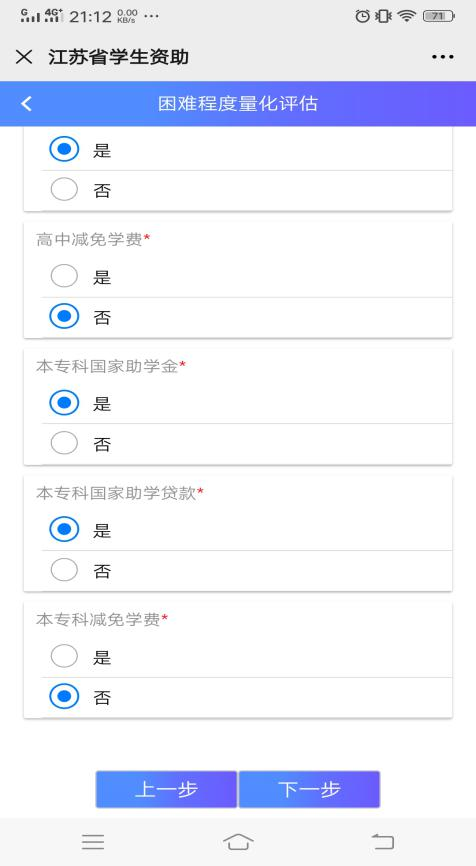 G 4G⁺ 21:12 0.00 KB/s ... 71
江苏省学生资助
困难程度量化评估
是
否
高中减免学费*
是
否
本专科国家助学金*
是
否
本专科国家助学贷款*
是
否
本专科减免学费*
是
否
上一步 下一步